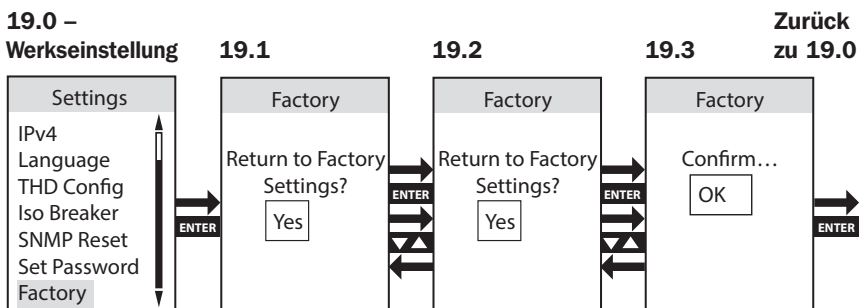 19.0 –
Werkseinstellung
19.1
19.2
19.3
Zurück
zu 19.0
Settings
IPv4
Language
THD Config
Iso Breaker
SNMP Reset
Set Password
Factory
ENTER
Factory
Return to Factory
Settings?
Yes
ENTER
Factory
Return to Factory
Settings?
Yes
ENTER
Factory
Confirm…
OK
ENTER